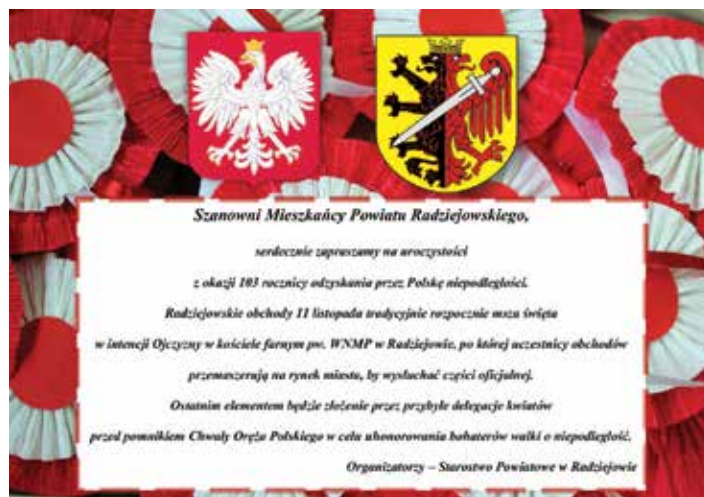 Szanowni Mieszkańcy Powiatu Radziejowskiego,
serdecznie zapraszamy na uroczystości
z okazji 103 rocznicy odzyskania przez Polskę niepodległości.
Radziejowskie obchody 11 listopada tradycyjnie rozpocznie msza święta
w intencji Ojczyzny w kościele farnym pw. WNMP w Radziejowie, po której uczestnicy obchodów
przemaszerują na rynek miasta, by wysłuchać części oficjalnej.
Ostatnim elementem będzie złożenie przez przybyłe delegacje kwiatów
przed pomnikiem Chwały Oręża Polskiego w celu uhonorowania bohaterów walki o niepodległość.
Organizatorzy – Starostwo Powiatowe w Radziejowie